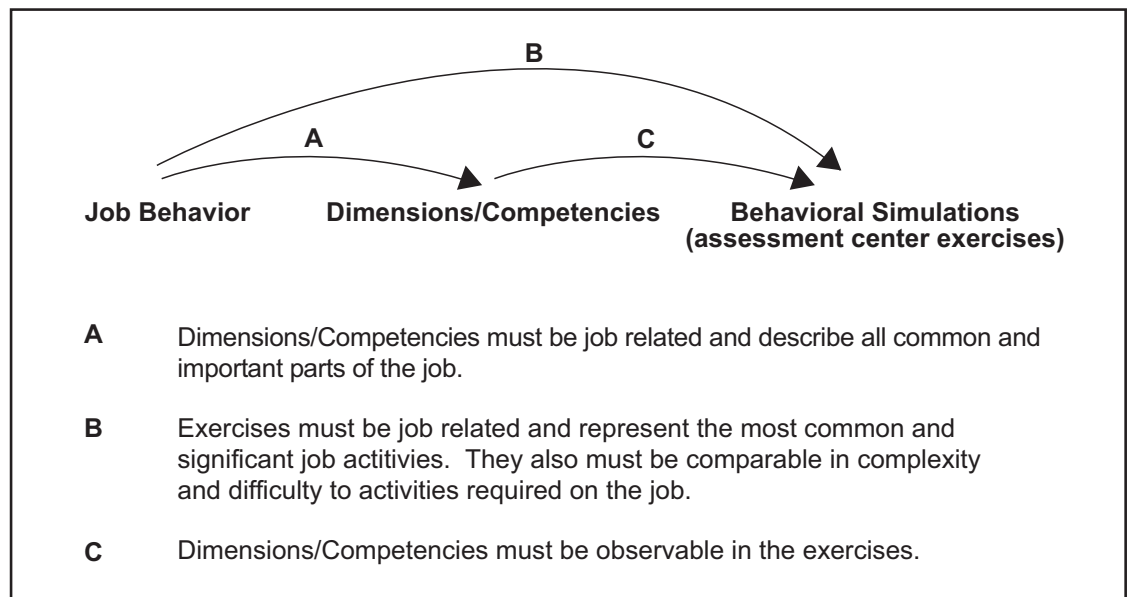 B
A
C
Job Behavior
Dimensions/Competencies
Behavioral Simulations
(assessment center exercises)
A
Dimensions/Competencies must be job related and describe all common and
important parts of the job.
B
Exercises must be job related and represent the most common and
significant job actitivies. They also must be comparable in complexity
and difficulty to activities required on the job.
C
Dimensions/Competencies must be observable in the exercises.